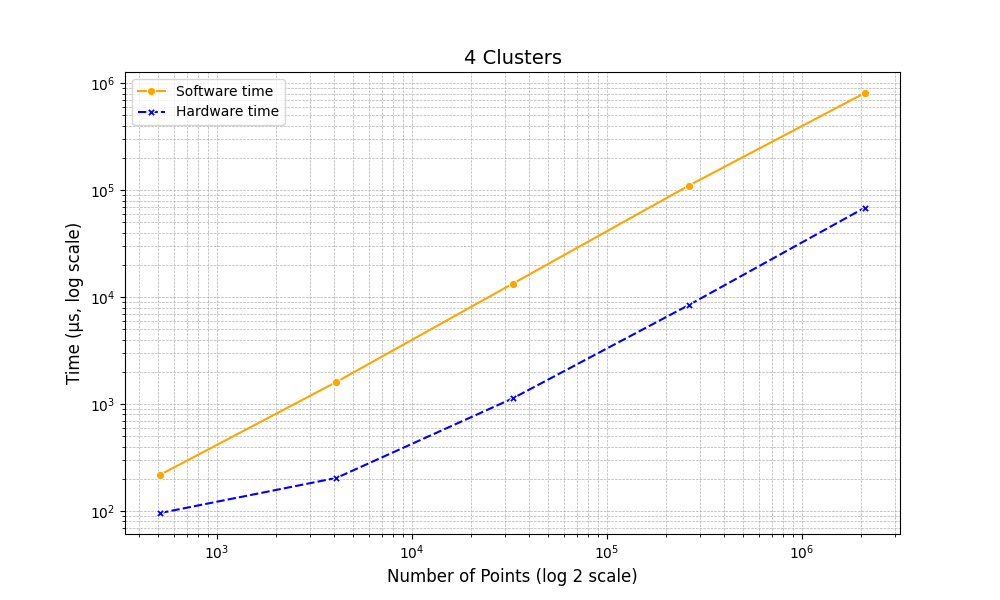 4 Clusters
Software time
Hardware time
Time (µs, log scale)
10⁶
10⁵
10⁴
10³
10²
10³
10⁴
10⁵
10⁶
Number of Points (log 2 scale)